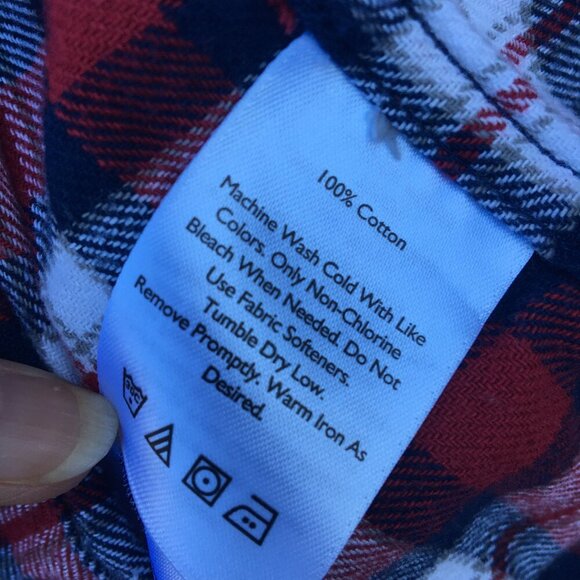 100% Cotton
Machine Wash Cold With Like
Colors. Only Non-Chlorine
Bleach When Needed. Do Not
Use Fabric Softeners.
Tumble Dry Low.
Remove Promptly. Warm Iron As
Desired.